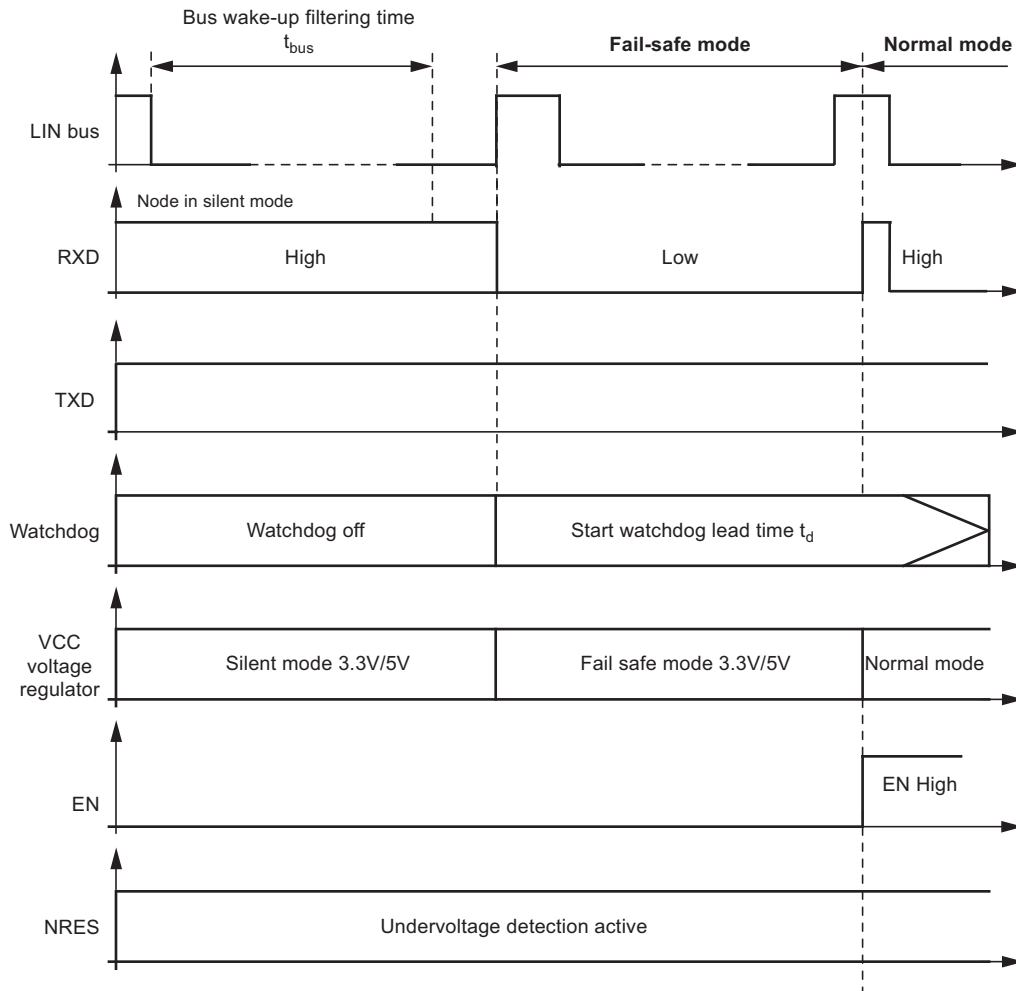 Bus wake-up filtering time
tbus
Fail-safe mode
Normal mode
LIN bus
Node in silent mode
RXD
High
Low
High
TXD
Watchdog
Watchdog off
Start watchdog lead time td
VCC
voltage
regulator
Silent mode 3.3V/5V
Fail safe mode 3.3V/5V
Normal mode
EN
EN High
NRES
Undervoltage detection active